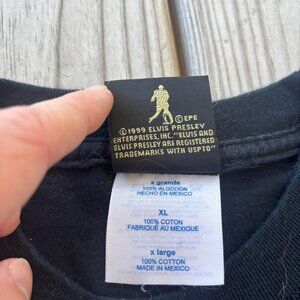 © EPE
© 1999 ELVIS PRESLEY
ENTERPRISES, INC. "ELVIS AND
ELVIS PRESLEY ARE REGISTERED
TRADEMARKS WITH USPTO"
x grande
100% ALGODON
HECHO EN MEXICO
XL
100% COTTON
FABRIQUÉ AU MEXIQUE
x large
100% COTTON
MADE IN MEXICO